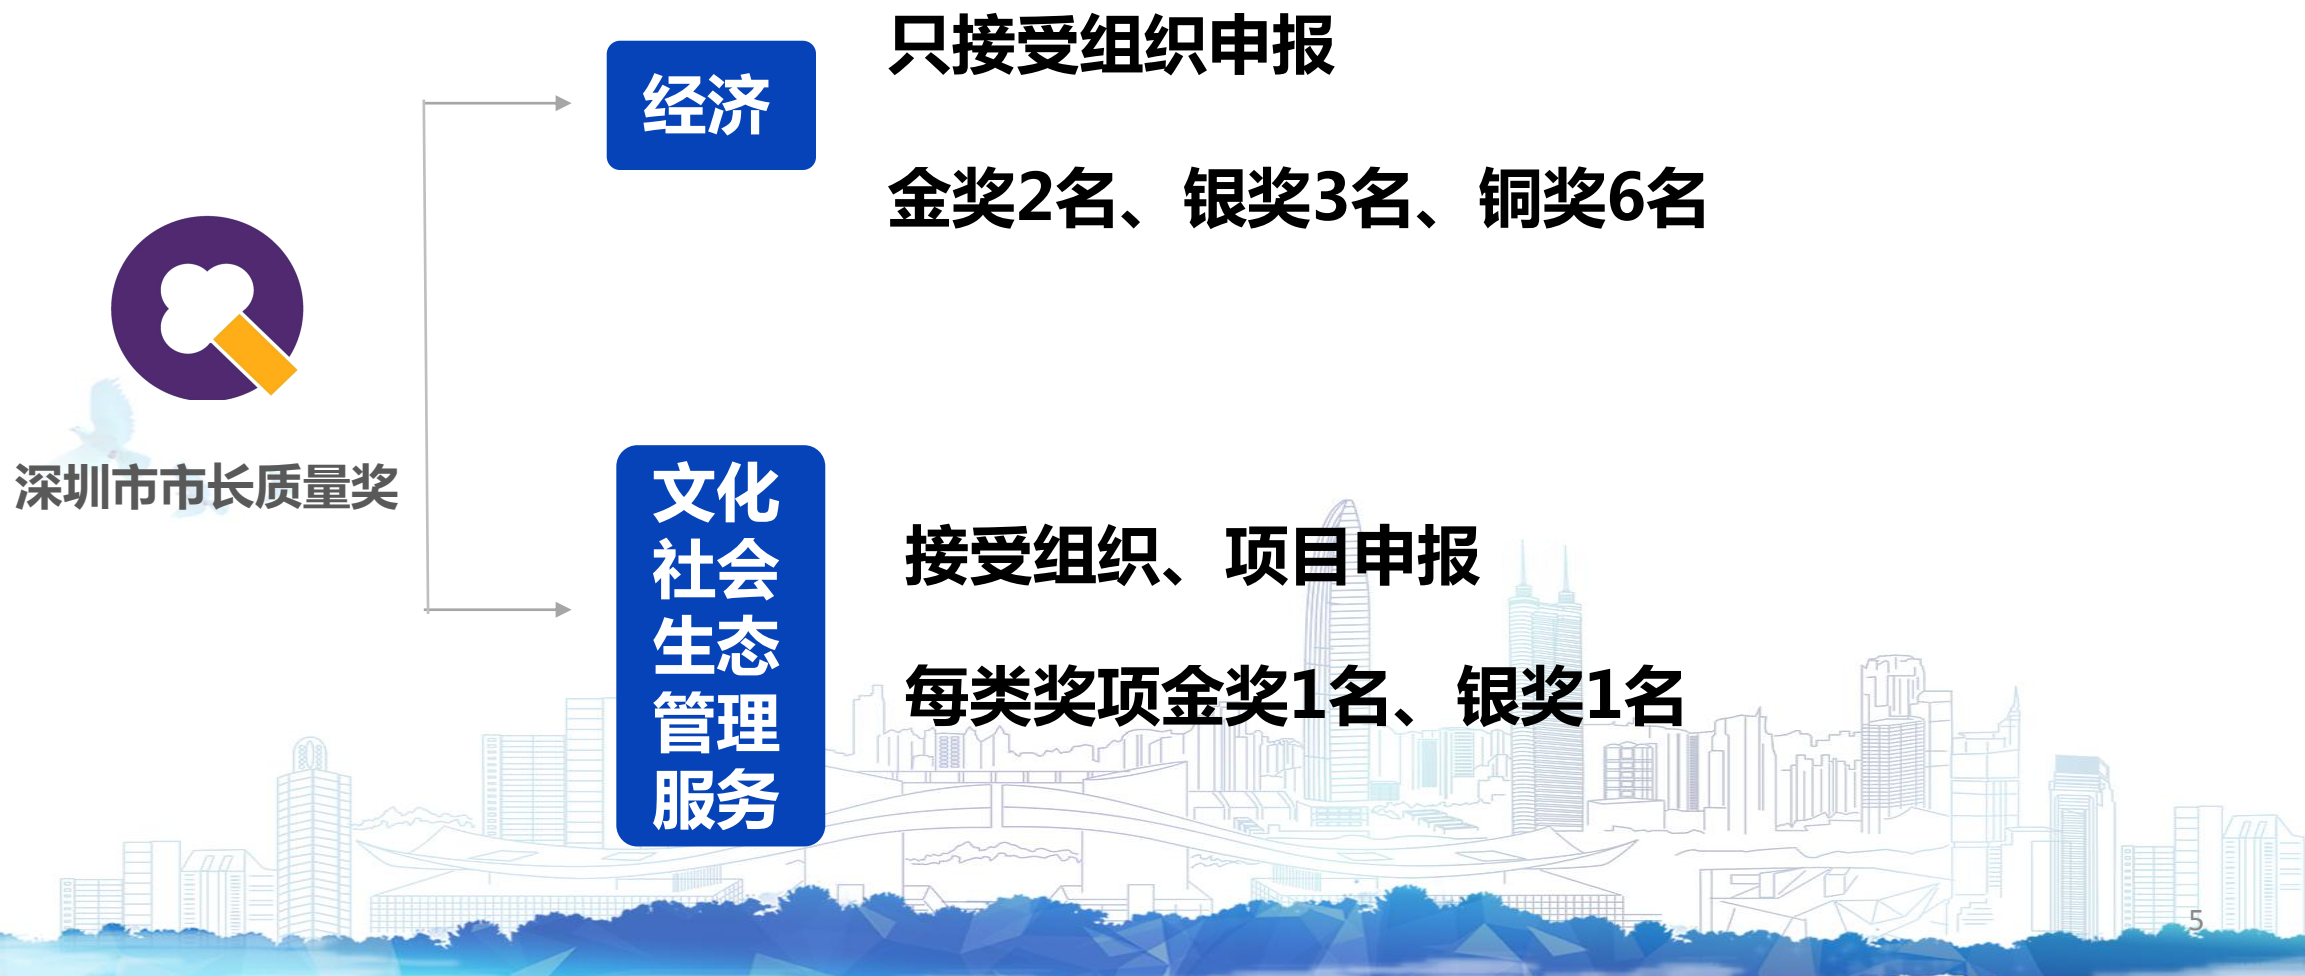 深圳市市长质量奖
经济
只接受组织申报
金奖2名、银奖3名、铜奖6名
文化
社会
生态
管理
服务
接受组织、项目申报
每类奖项金奖1名、银奖1名
5